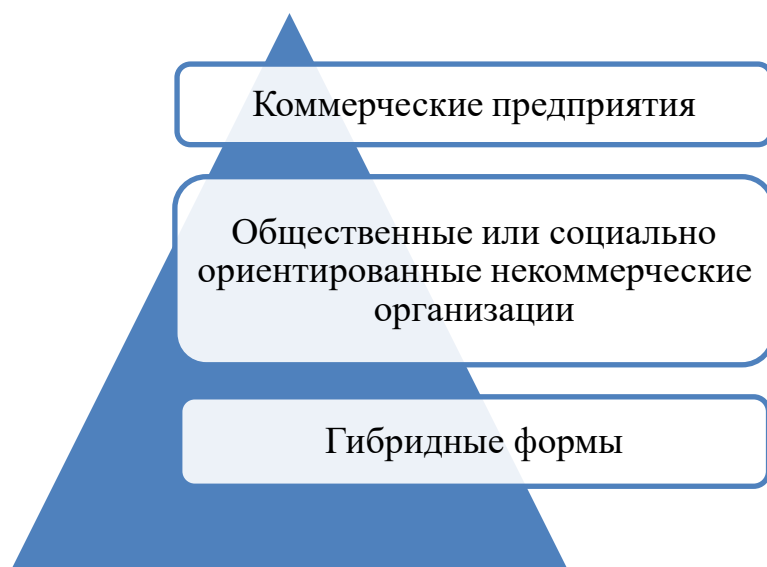 Коммерческие предприятия
Общественные или социально
ориентированные некоммерческие
организации
Гибридные формы